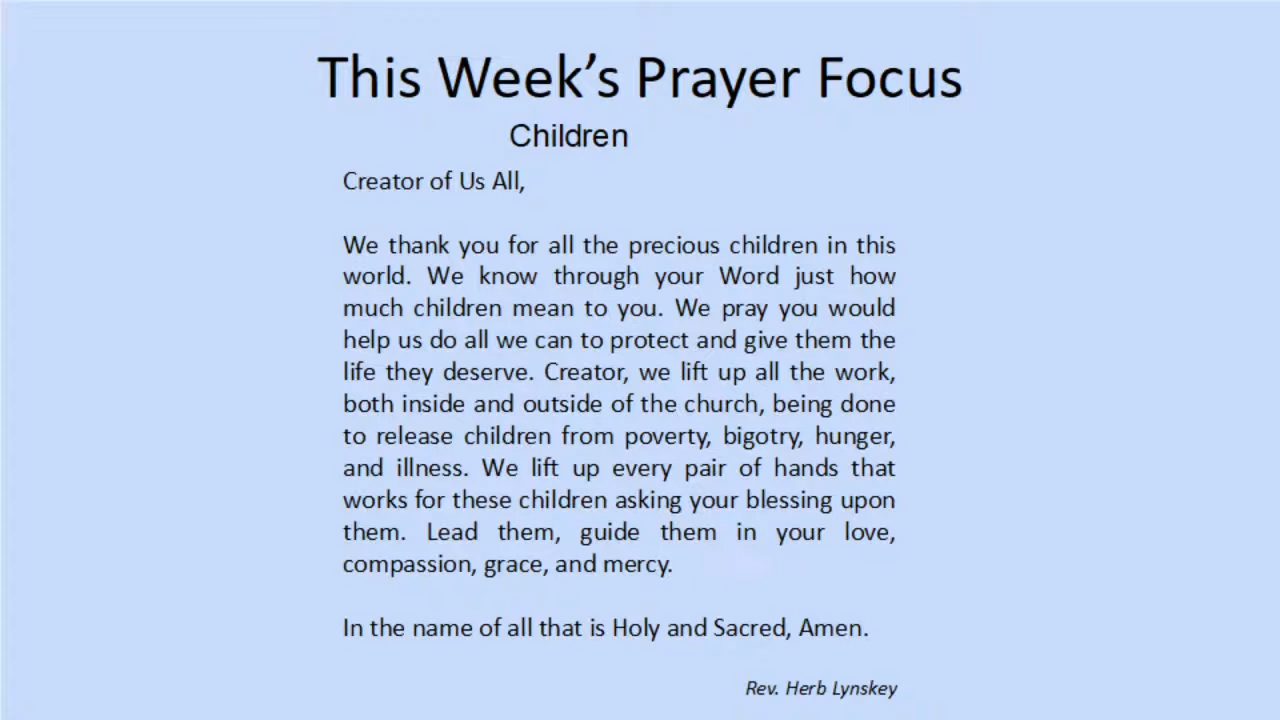 This Week’s Prayer Focus
Children
Creator of Us All,
We thank you for all the precious children in this
world. We know through your Word just how
much children mean to you. We pray you would
help us do all we can to protect and give them the
life they deserve. Creator, we lift up all the work,
both inside and outside of the church, being done
to release children from poverty, bigotry, hunger,
and illness. We lift up every pair of hands that
works for these children asking your blessing upon
them. Lead them, guide them in your love,
compassion, grace, and mercy.
In the name of all that is Holy and Sacred, Amen.
Rev. Herb Lynskey